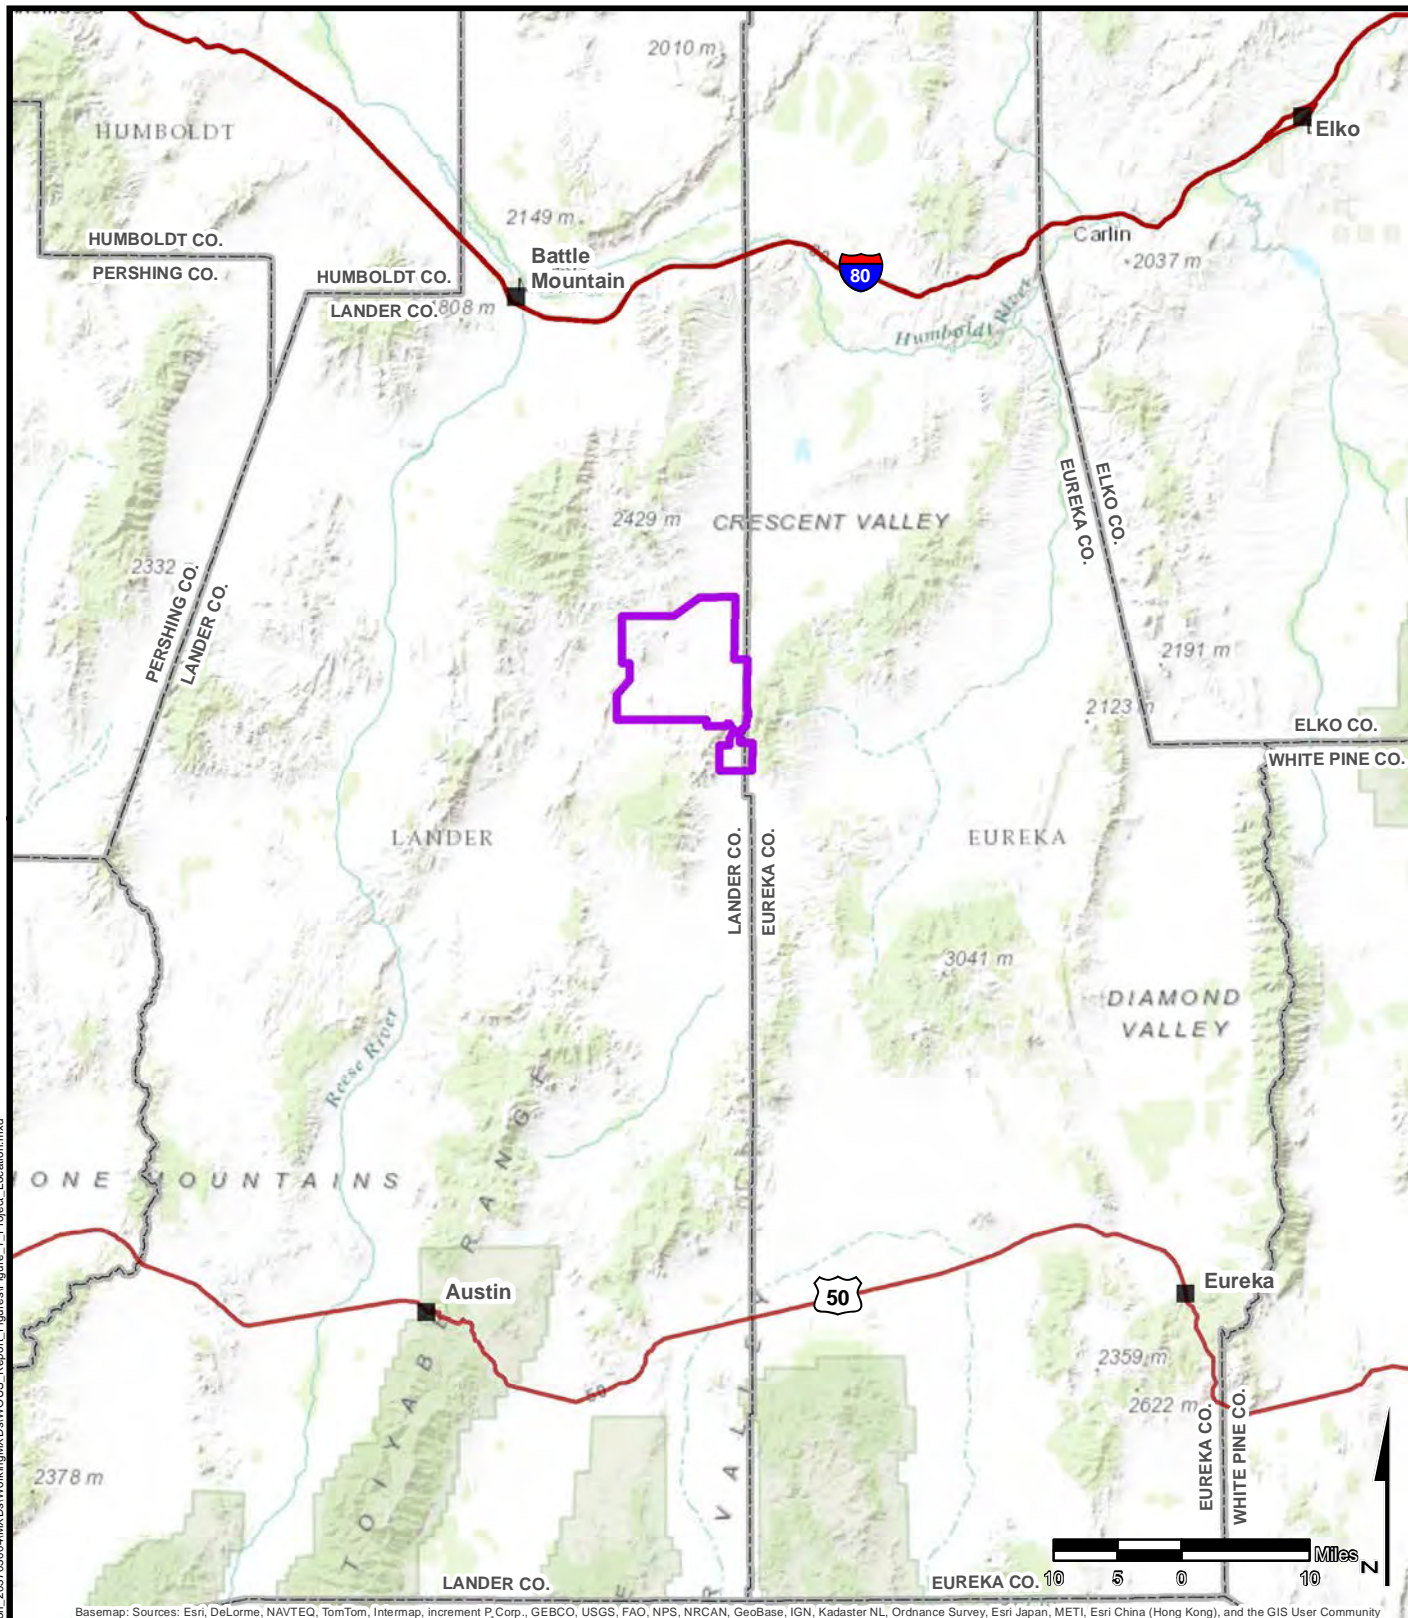 2010 m
HUMBOLDT
Elko
HUMBOLDT CO.
PERSHING CO.
2149 m
Battle
Mountain
HUMBOLDT CO.
LANDER CO.
808 m
80
Carlin
2037 m
Humboldt River
2429 m
CRESCENT VALLEY
ELKO CO.
EUREKA CO.
2332
PERSHING CO.
LANDER CO.
2191 m
2123 m
ELKO CO.
WHITE PINE CO.
LANDER
EUREKA
LANDER CO.
EUREKA CO.
3041 m
DIAMOND
VALLEY
Reese River
RANGE
ONE MOUNTAINS
Austin
50
Eureka
50
TOIYABE
2359 m
2622 m
EUREKA CO.
WHITE PINE CO.
2378 m
VALLEY
LANDER CO.
EUREKA CO.
Miles
10 5 0 10
N
Basemap: Sources: Esri, DeLorme, NAVTEQ, TomTom, Intermap, increment P Corp., GEBCO, USGS, FAO, NPS, NRCAN, GeoBase, IGN, Kadaster NL, Ordnance Survey, Esri Japan, METI, Esri China (Hong Kong), and the GIS User Community